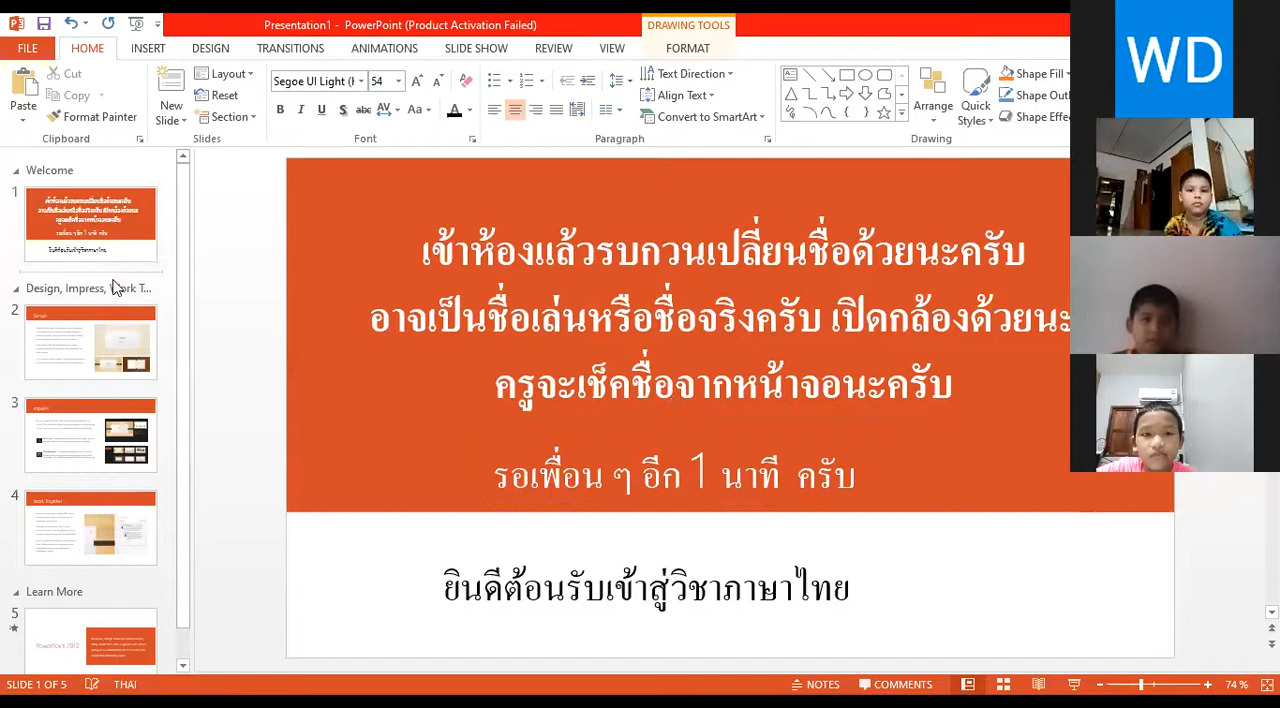 Presentation1 - PowerPoint (Product Activation Failed)
DRAWING TOOLS
FILE
HOME
INSERT
DESIGN
TRANSITIONS
ANIMATIONS
SLIDE SHOW
REVIEW
VIEW
FORMAT
WD
Paste
Cut
Copy
Format Painter
Clipboard
New Slide
Layout
Reset
Section
Slides
Segoe UI Light (
54
B I U S abc AV Aa A
Font
Text Direction
Align Text
Convert to SmartArt
Paragraph
Arrange
Quick Styles
Shape Fill
Shape Out
Shape Effe
Drawing
Welcome
1
Design, Impress, Work T...
2
3
4
Learn More
5
PowerPoint 2013
เข้าห้องแล้วรบกวนเปลี่ยนชื่อด้วยนะครับ
อาจเป็นชื่อเล่นหรือชื่อจริงครับ เปิดกล้องด้วยนะ
ครูจะเช็คชื่อจากหน้าจอนะครับ
รอเพื่อน ๆ อีก 1 นาที ครับ
ยินดีต้อนรับเข้าสู่วิชาภาษาไทย
SLIDE 1 OF 5
THAI
NOTES
COMMENTS
74 %